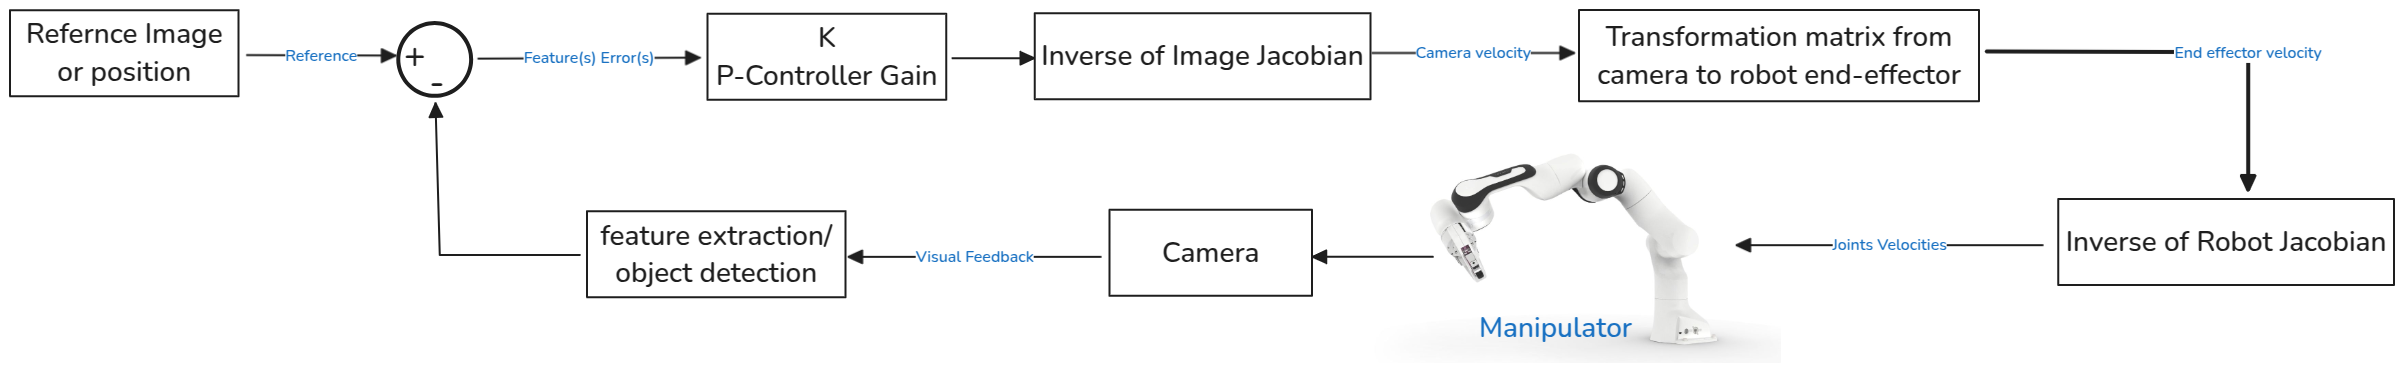 Refernce Image
or position
Reference
+
-
Feature(s) Error(s)
K
P-Controller Gain
Inverse of Image Jacobian
Camera velocity
Transformation matrix from
camera to robot end-effector
End effector velocity
Inverse of Robot Jacobian
Joints Velocities
Manipulator
Camera
Visual Feedback
feature extraction/
object detection